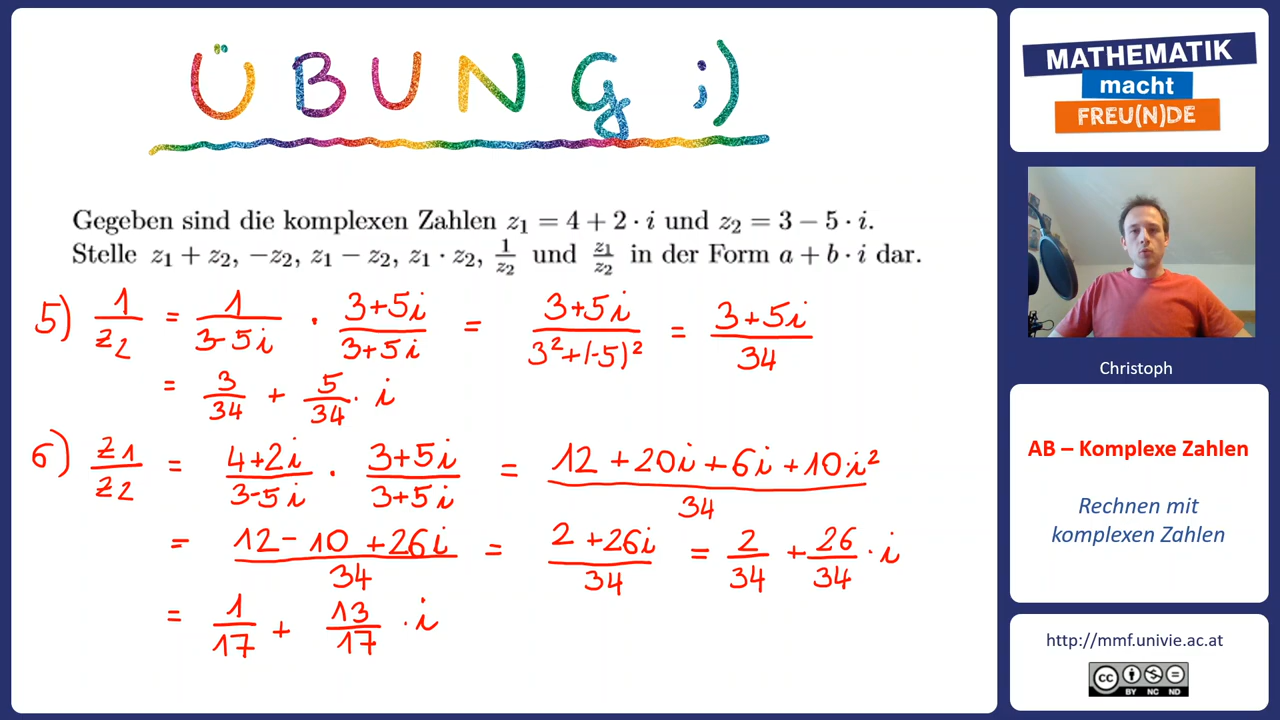 ÜBUNG ;)
Gegeben sind die komplexen Zahlen z₁ = 4 + 2 · i und z₂ = 3 − 5 · i.
Stelle z₁ + z₂, −z₂, z₁ − z₂, z₁ · z₂, 1/z₂ und z₁/z₂ in der Form a + b · i dar.
5) 1/z₂ = 1/(3-5i) · (3+5i)/(3+5i) = (3+5i)/(3²+(-5)²) = (3+5i)/34
= 3/34 + 5/34 · i
6) z₁/z₂ = (4+2i)/(3-5i) · (3+5i)/(3+5i) = (12+20i+6i+10·i²)/34
= (12-10+26i)/34 = (2+26i)/34 = 2/34 + 26/34 · i
= 1/17 + 13/17 · i
MATHEMATIK
macht
FREU(N)DE
Christoph
AB – Komplexe Zahlen
Rechnen mit
komplexen Zahlen
http://mmf.univie.ac.at
cc
BY NC ND